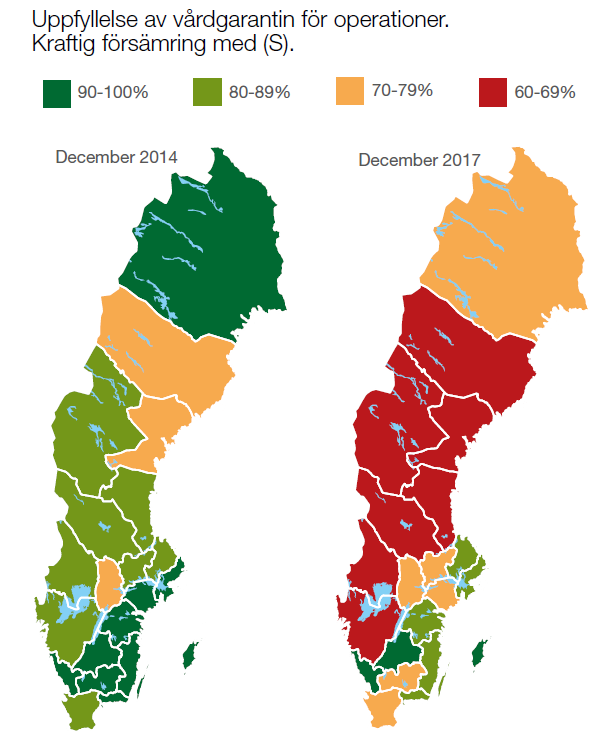 Uppfyllelse av vårdgarantin för operationer.
Kraftig försämring med (S).
90-100%
80-89%
70-79%
60-69%
December 2014
December 2017